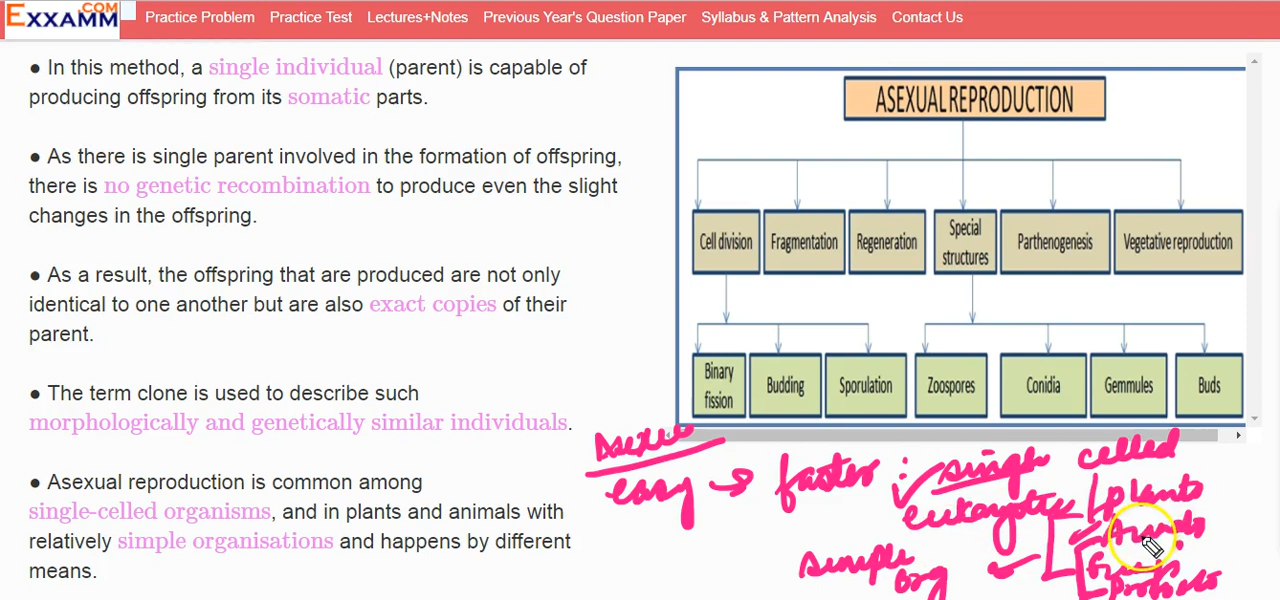 EXXAMM.COM
Practice Problem Practice Test Lectures+Notes Previous Year's Question Paper Syllabus & Pattern Analysis Contact Us
● In this method, a single individual (parent) is capable of
producing offspring from its somatic parts.
● As there is single parent involved in the formation of offspring,
there is no genetic recombination to produce even the slight
changes in the offspring.
● As a result, the offspring that are produced are not only
identical to one another but are also exact copies of their
parent.
● The term clone is used to describe such
morphologically and genetically similar individuals.
● Asexual reproduction is common among
single-celled organisms, and in plants and animals with
relatively simple organisations and happens by different
means.
ASEXUAL REPRODUCTION
Cell division Fragmentation Regeneration Special structures Parthenogenesis Vegetative reproduction
Binary fission Budding Sporulation Zoospores Conidia Gemmules Buds
easy → faster : single celled
eukaryotic plants
simple
org